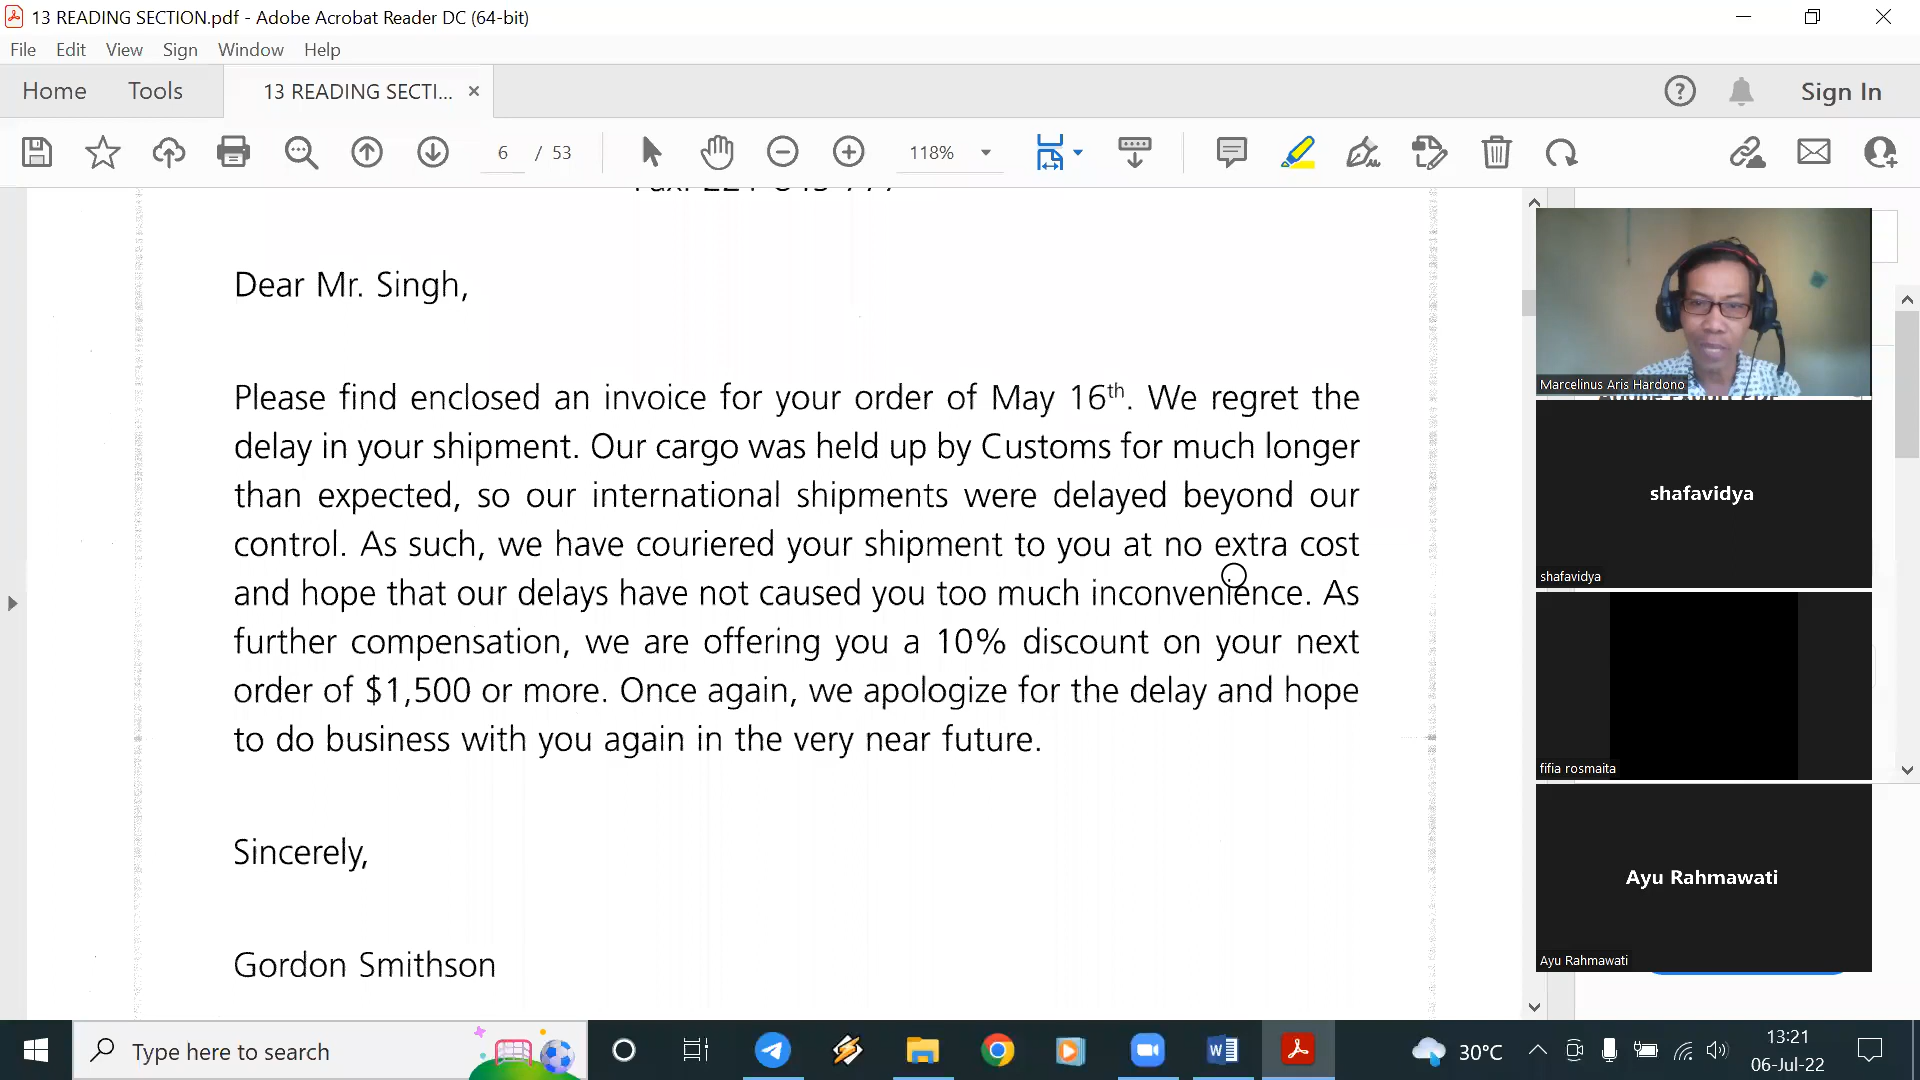 13 READING SECTION.pdf - Adobe Acrobat Reader DC (64-bit)
File Edit View Sign Window Help
Home Tools 13 READING SECTI... × Sign In
6 / 53 118%
Dear Mr. Singh,
Please find enclosed an invoice for your order of May 16th. We regret the
delay in your shipment. Our cargo was held up by Customs for much longer
than expected, so our international shipments were delayed beyond our
control. As such, we have couriered your shipment to you at no extra cost
and hope that our delays have not caused you too much inconvenience. As
further compensation, we are offering you a 10% discount on your next
order of $1,500 or more. Once again, we apologize for the delay and hope
to do business with you again in the very near future.
Sincerely,
Gordon Smithson
Marcelinus Aris Hardono
shafavidya
shafavidya
fifia rosmaita
Ayu Rahmawati
Ayu Rahmawati
Type here to search
30°C
13:21
06-Jul-22